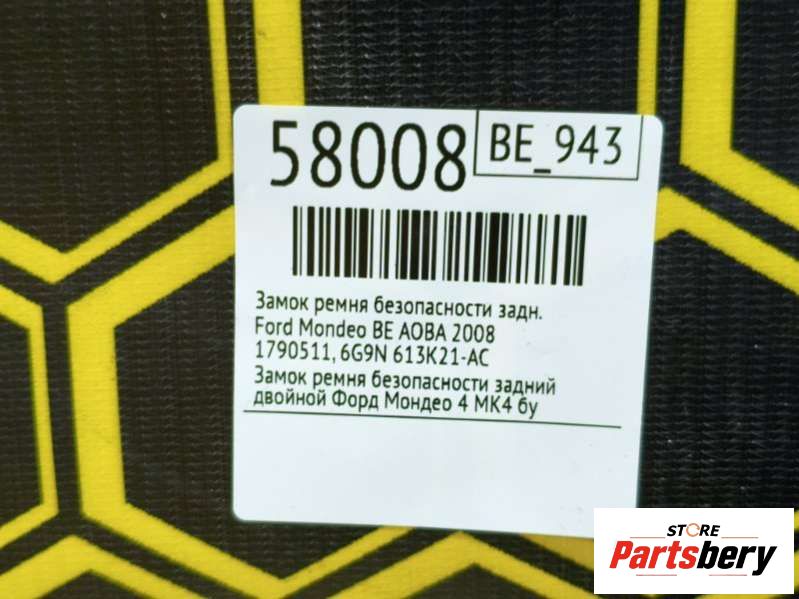 58008
BE_943
Замок ремня безопасности задн.
Ford Mondeo BE AOBA 2008
1790511, 6G9N 613K21-AC
Замок ремня безопасности задний
двойной Форд Мондео 4 МК4 бу
STORE
Partsbery